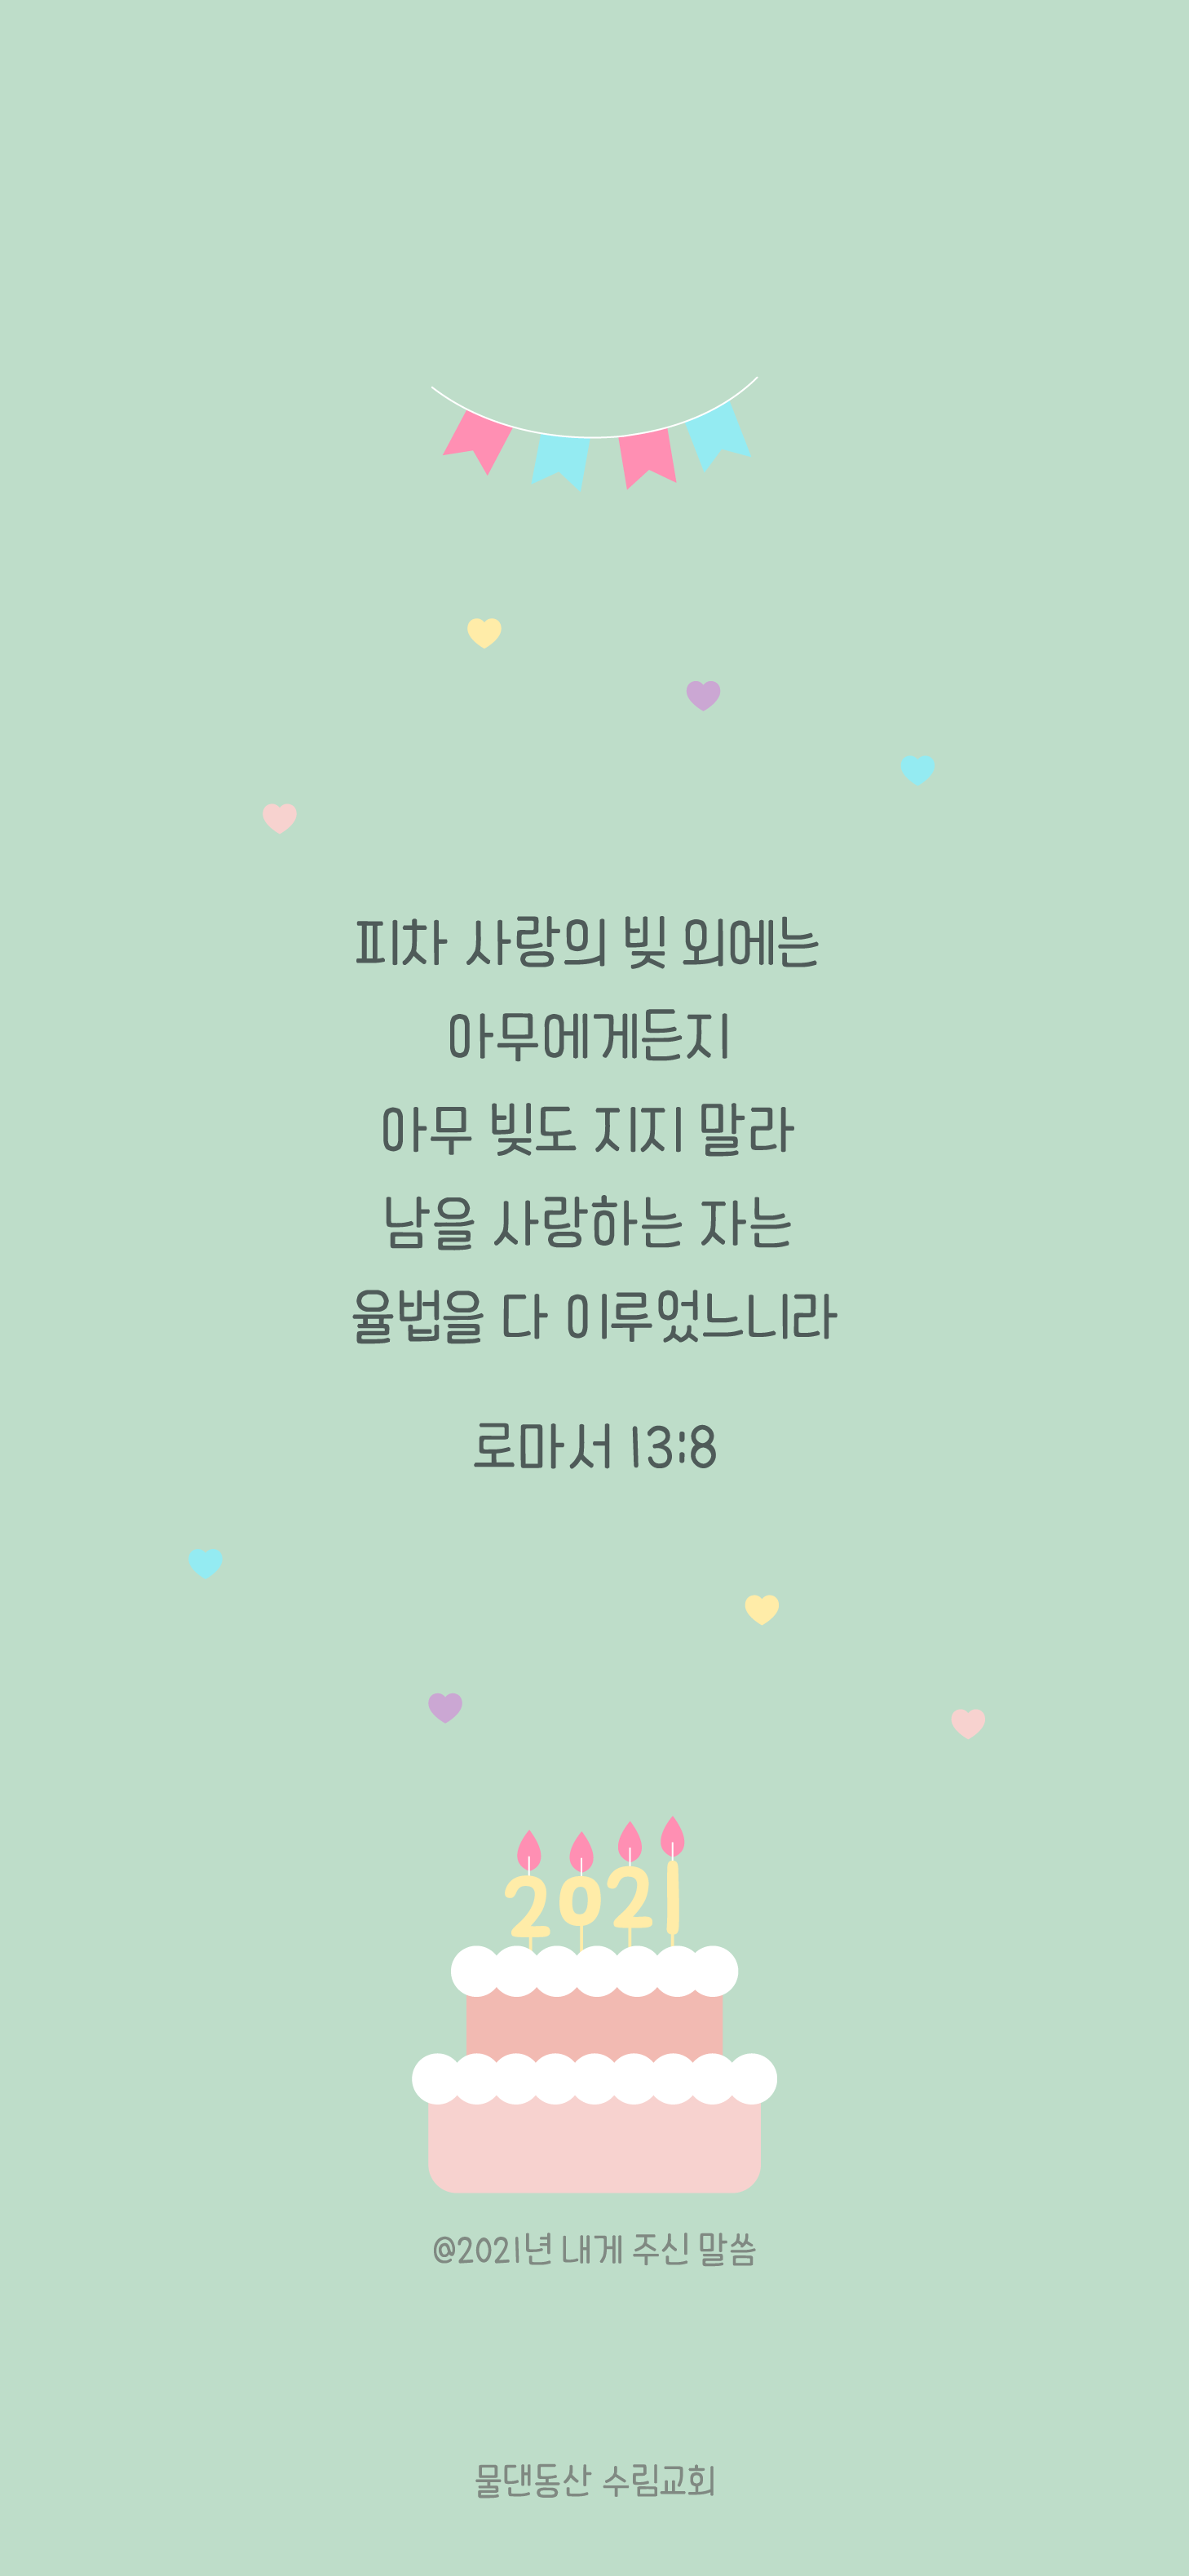 피차 사랑의 빚 외에는
아무에게든지
아무 빚도 지지 말라
남을 사랑하는 자는
율법을 다 이루었느니라
로마서 13:8
2021
@2021년 내게 주신 말씀
물댄동산 수림교회